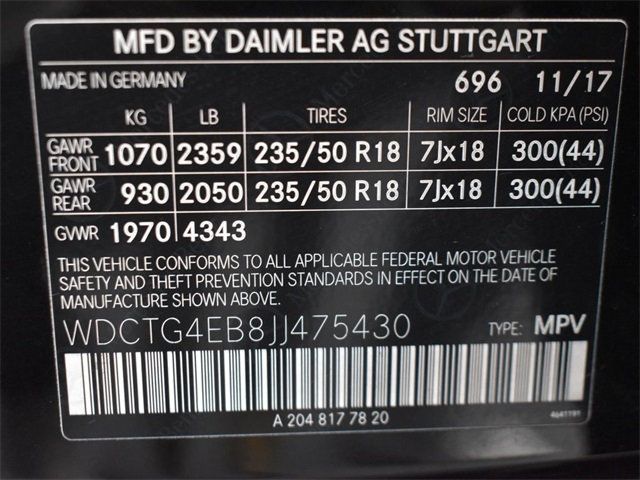 MFD BY DAIMLER AG STUTTGART
MADE IN GERMANY 696 11/17
KG LB TIRES RIM SIZE COLD KPA (PSI)
GAWR FRONT 1070 2359 235/50 R18 7Jx18 300(44)
GAWR REAR 930 2050 235/50 R18 7Jx18 300(44)
GVWR 1970 4343
THIS VEHICLE CONFORMS TO ALL APPLICABLE FEDERAL MOTOR VEHICLE
SAFETY AND THEFT PREVENTION STANDARDS IN EFFECT ON THE DATE OF
MANUFACTURE SHOWN ABOVE.
WDCTG4EB8JJ475430 TYPE: MPV
A 204 817 78 20 4641191